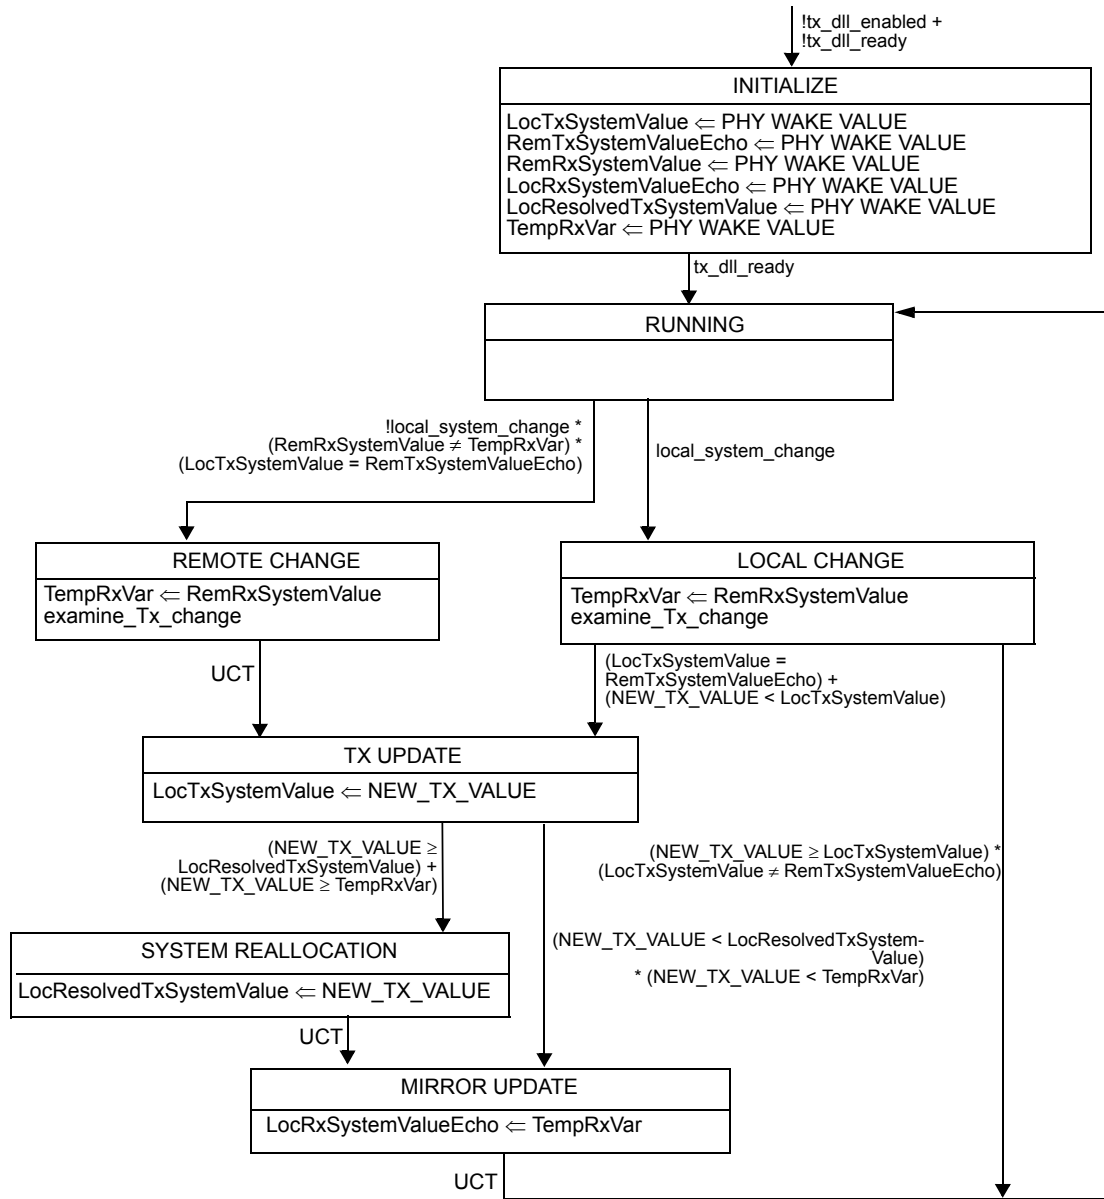 !tx_dll_enabled +
!tx_dll_ready
INITIALIZE
LocTxSystemValue ⇐ PHY WAKE VALUE
RemTxSystemValueEcho ⇐ PHY WAKE VALUE
RemRxSystemValue ⇐ PHY WAKE VALUE
LocRxSystemValueEcho ⇐ PHY WAKE VALUE
LocResolvedTxSystemValue ⇐ PHY WAKE VALUE
TempRxVar ⇐ PHY WAKE VALUE
tx_dll_ready
RUNNING
!local_system_change *
(RemRxSystemValue ≠ TempRxVar) *
(LocTxSystemValue = RemTxSystemValueEcho)
local_system_change
REMOTE CHANGE
TempRxVar ⇐ RemRxSystemValue
examine_Tx_change
LOCAL CHANGE
TempRxVar ⇐ RemRxSystemValue
examine_Tx_change
UCT
(LocTxSystemValue =
RemTxSystemValueEcho) +
(NEW_TX_VALUE < LocTxSystemValue)
TX UPDATE
LocTxSystemValue ⇐ NEW_TX_VALUE
(NEW_TX_VALUE ≥
LocResolvedTxSystemValue) +
(NEW_TX_VALUE ≥ TempRxVar)
(NEW_TX_VALUE ≥ LocTxSystemValue) *
(LocTxSystemValue ≠ RemTxSystemValueEcho)
(NEW_TX_VALUE < LocResolvedTxSystem-
Value)
* (NEW_TX_VALUE < TempRxVar)
SYSTEM REALLOCATION
LocResolvedTxSystemValue ⇐ NEW_TX_VALUE
UCT
MIRROR UPDATE
LocRxSystemValueEcho ⇐ TempRxVar
UCT